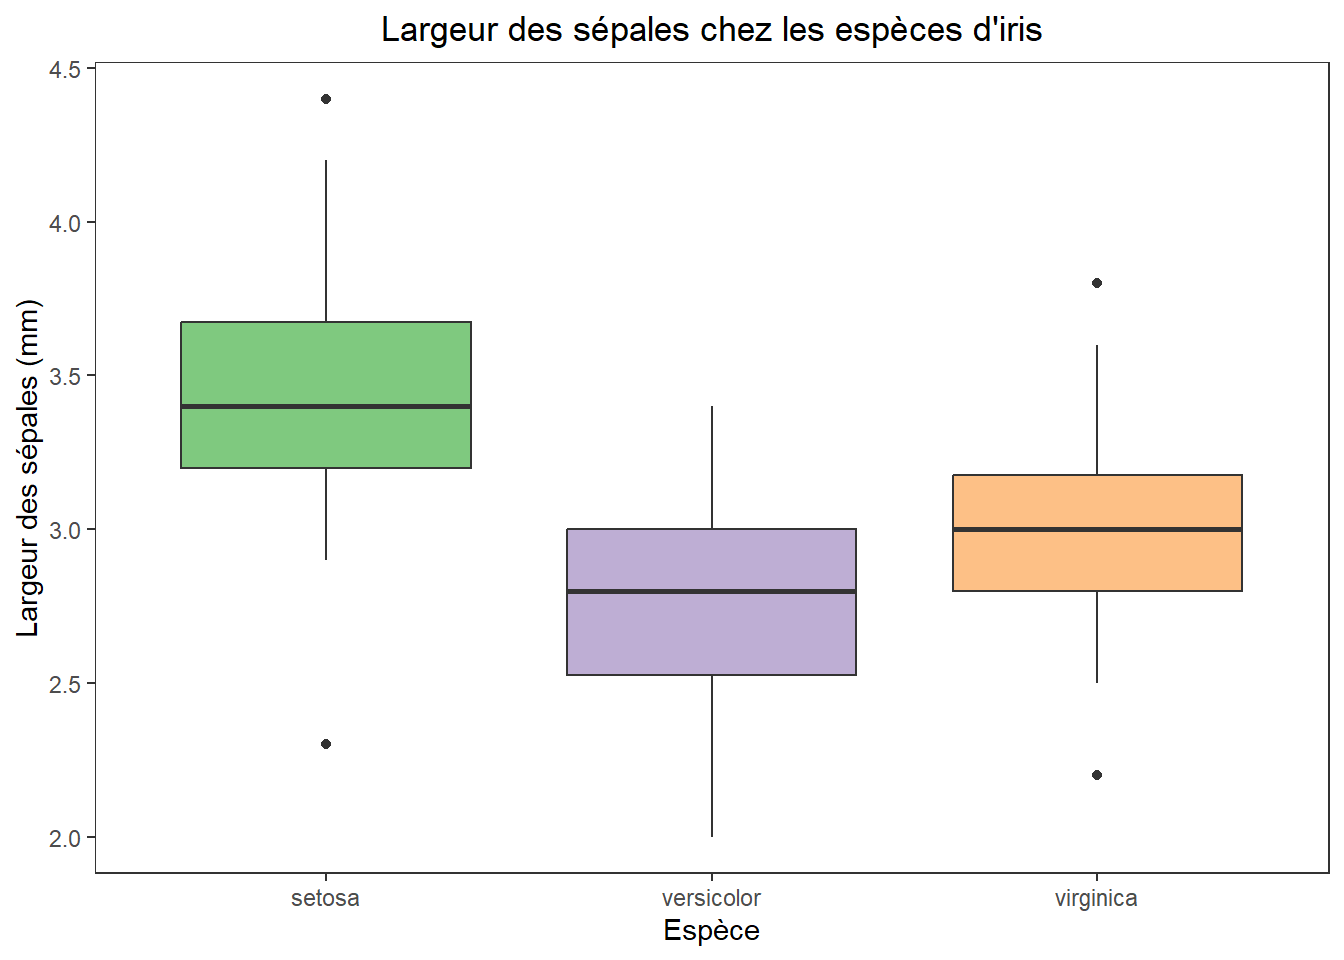 Largeur des sépales chez les espèces d'iris
Largeur des sépales (mm)
4.5
4.0
3.5
3.0
2.5
2.0
setosa versicolor virginica
Espèce